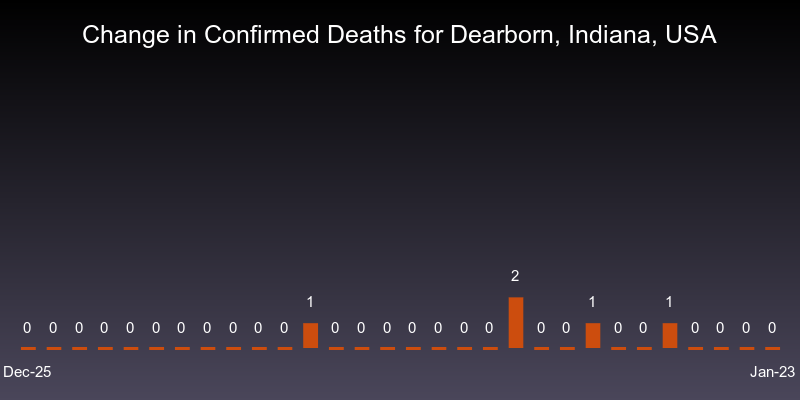 Change in Confirmed Deaths for Dearborn, Indiana, USA
2
1 1 1
0 0 0 0 0 0 0 0 0 0 0 0 0 0 0 0 0 0 0 0 0 0 0 0 0 0
Dec-25 Jan-23